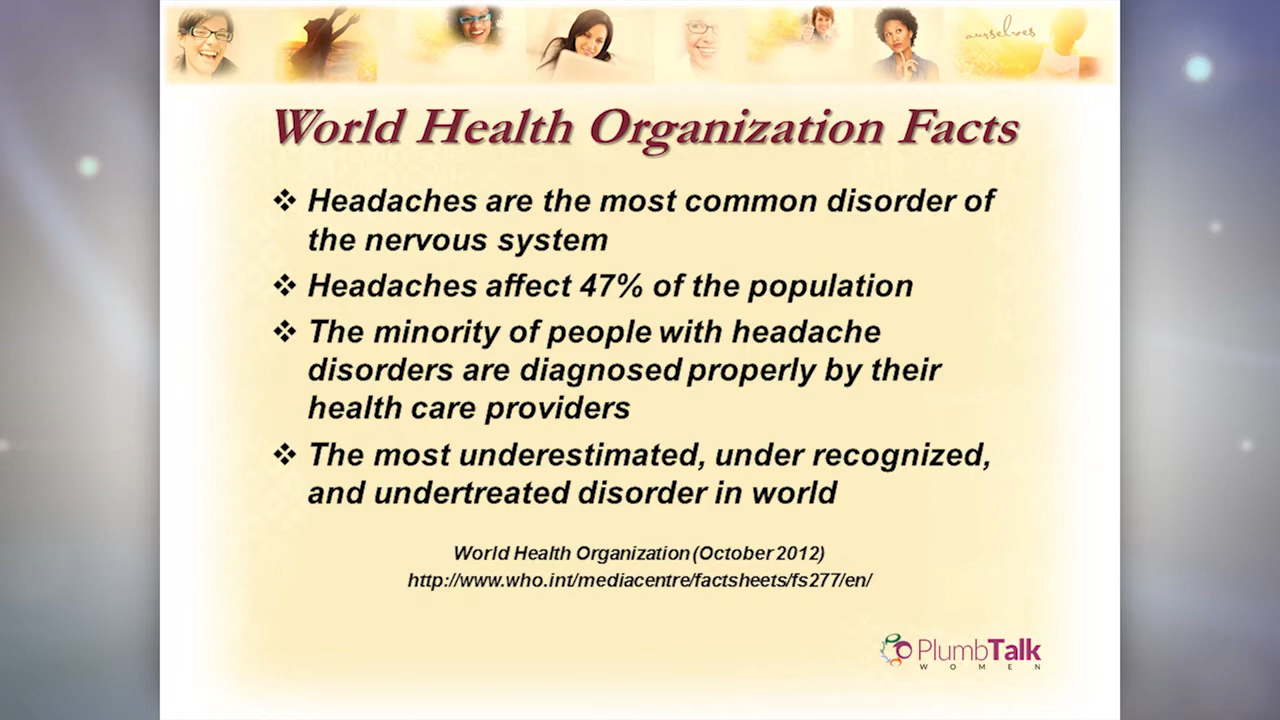 ourselves
World Health Organization Facts
❖ Headaches are the most common disorder of
the nervous system
❖ Headaches affect 47% of the population
❖ The minority of people with headache
disorders are diagnosed properly by their
health care providers
❖ The most underestimated, under recognized,
and undertreated disorder in world
World Health Organization (October 2012)
http://www.who.int/mediacentre/factsheets/fs277/en/
PlumbTalk
WOMEN